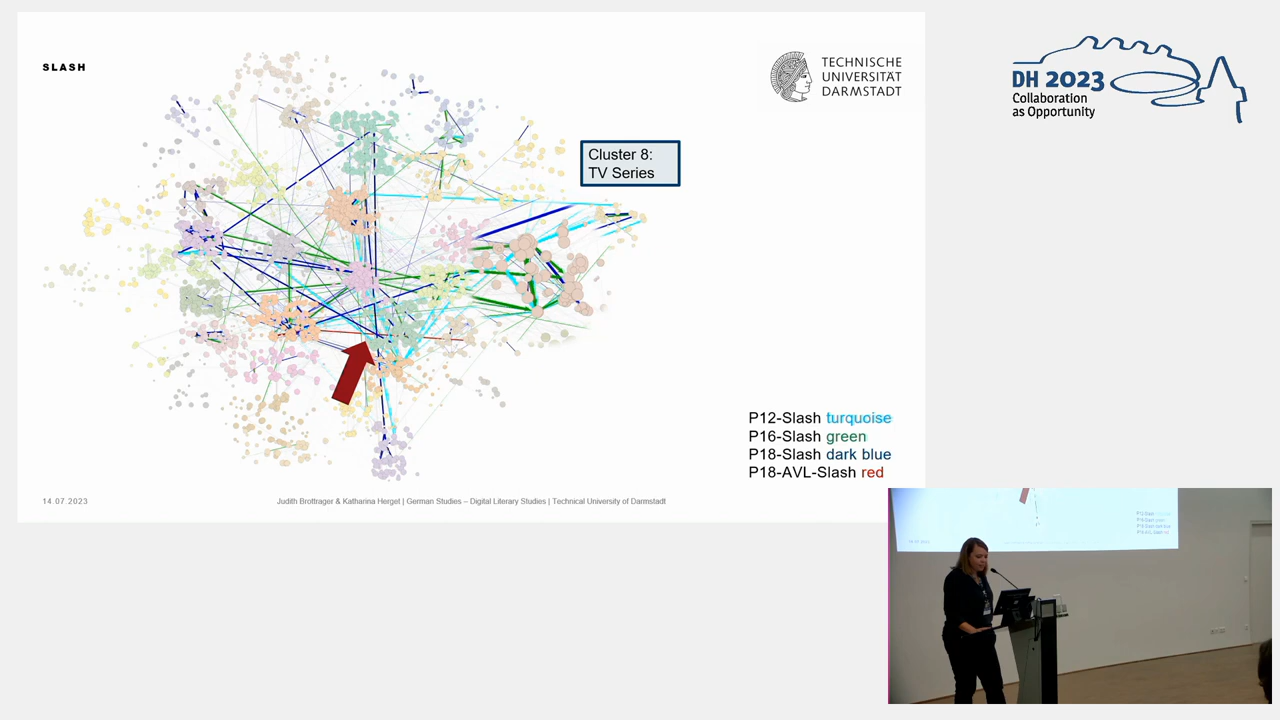 SLASH
TECHNISCHE
UNIVERSITÄT
DARMSTADT
DH 2023
Collaboration
as Opportunity
Cluster 8:
TV Series
P12-Slash turquoise
P16-Slash green
P18-Slash dark blue
P18-AVL-Slash red
14.07.2023
Judith Brottrager & Katharina Herget | German Studies – Digital Literary Studies | Technical University of Darmstadt